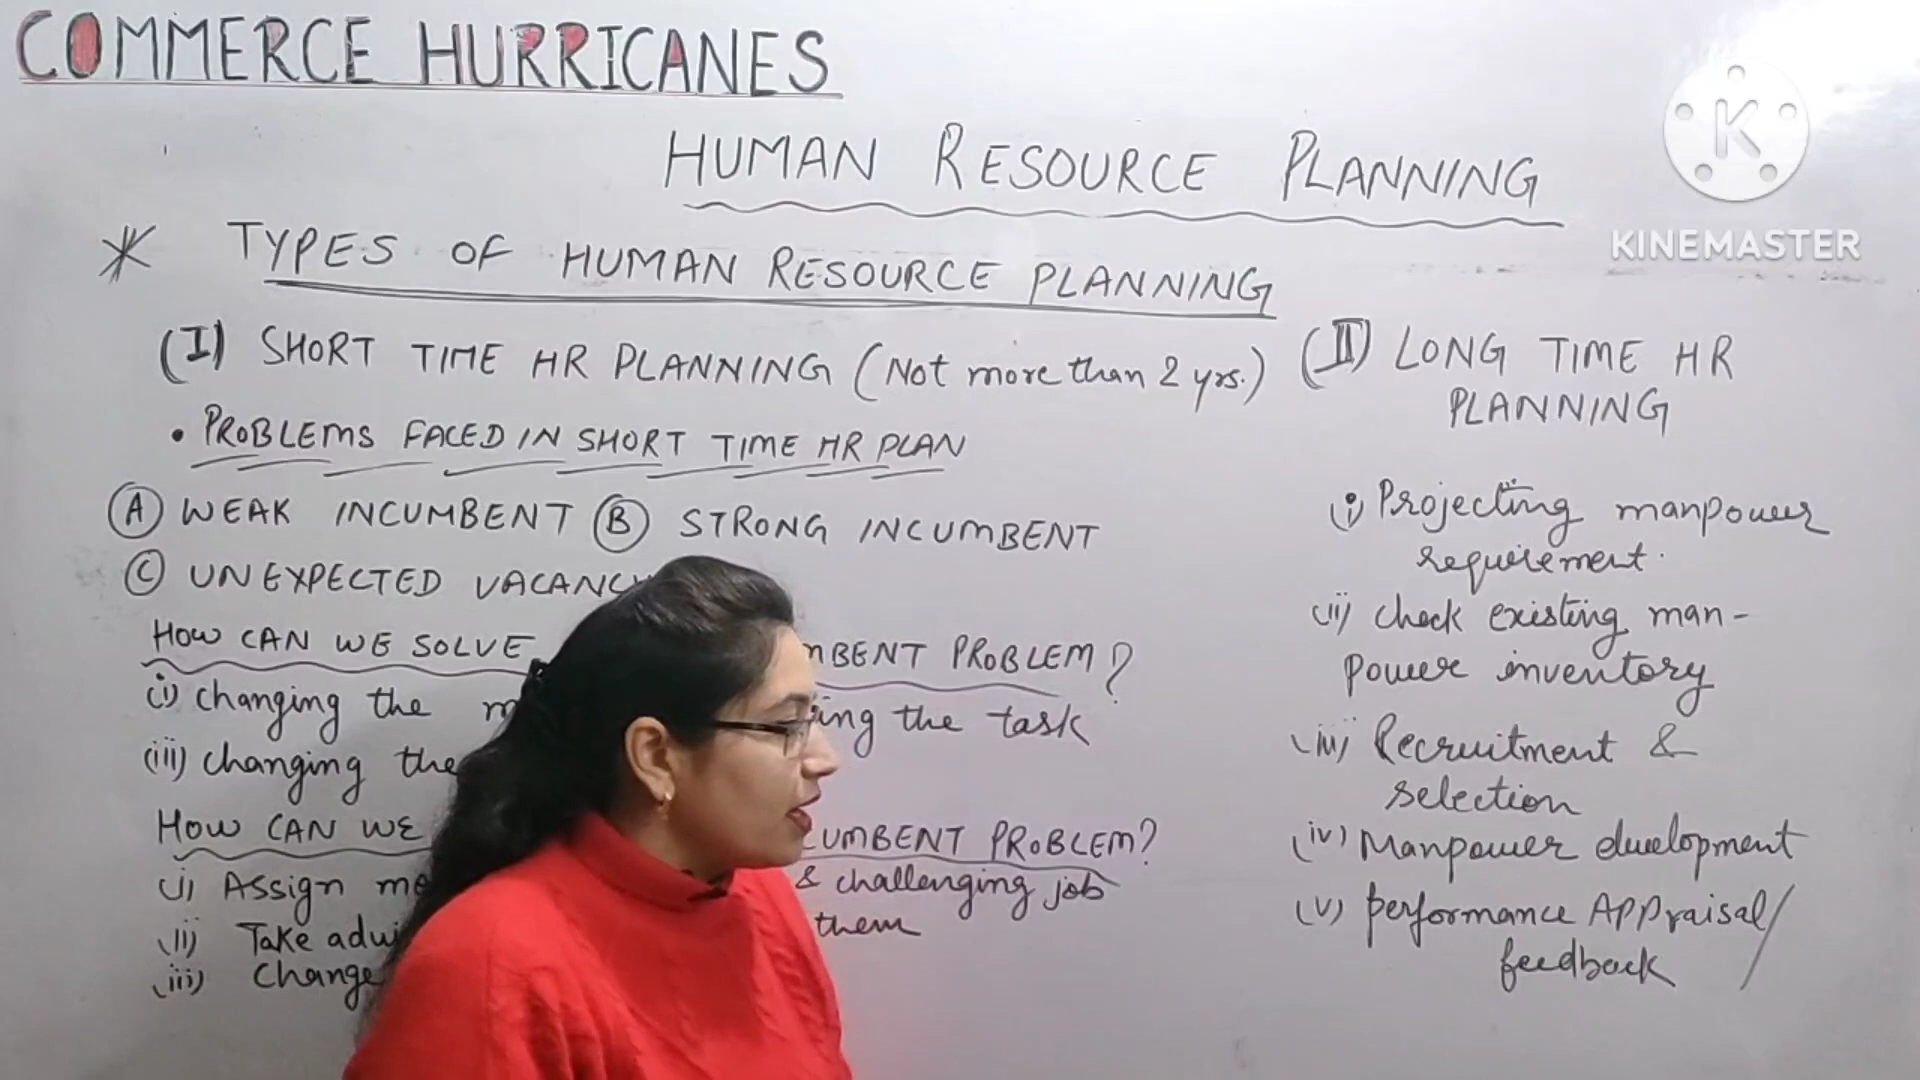 COMMERCE HURRICANES
HUMAN RESOURCE PLANNING
K
KINEMASTER
* TYPES OF HUMAN RESOURCE PLANNING
(I) SHORT TIME HR PLANNING (Not more than 2 yrs.)
• PROBLEMS FACED IN SHORT TIME HR PLAN
(A) WEAK INCUMBENT (B) STRONG INCUMBENT
(C) UNEXPECTED
HOW CAN WE SOLVE PROBLEM?
(i) changing the the task
(iii) changing the
HOW CAN WE PROBLEM?
(i) Assign & challenging job
(ii) Take them
(iii) Change
(II) LONG TIME HR
PLANNING
(i) Projecting manpower
requirement.
(ii) check existing man-
power inventory
(iii) Recruitment &
selection
(iv) Manpower development
(v) performance Appraisal/
feedback